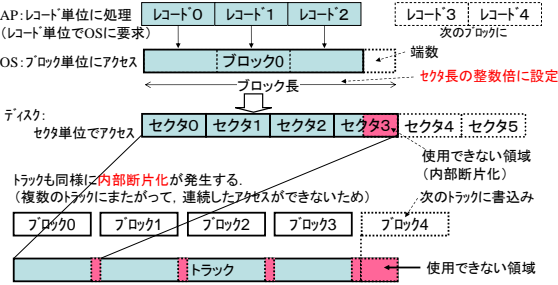 AP:ﾚｺｰﾄﾞ単位に処理
(ﾚｺｰﾄﾞ単位でOSに要求)
ﾚｺｰﾄﾞ0 ﾚｺｰﾄﾞ1 ﾚｺｰﾄﾞ2 ﾚｺｰﾄﾞ3 ﾚｺｰﾄﾞ4
次のﾌﾞﾛｯｸに
OS:ﾌﾞﾛｯｸ単位にｱｸｾｽ
ブロック0
端数
ｾｸﾀ長の整数倍に設定
ブロック長
ﾃﾞｨｽｸ:
ｾｸﾀ単位でｱｸｾｽ
セクタ0 セクタ1 セクタ2 セクタ3 セクタ4 セクタ5
使用できない領域
(内部断片化)
ﾄﾗｯｸも同様に内部断片化が発生する.
(複数のﾄﾗｯｸにまたがって,連続したｱｸｾｽができないため)
次のﾄﾗｯｸに書込み
ﾌﾞﾛｯｸ0 ﾌﾞﾛｯｸ1 ﾌﾞﾛｯｸ2 ﾌﾞﾛｯｸ3 ﾌﾞﾛｯｸ4
トラック
使用できない領域